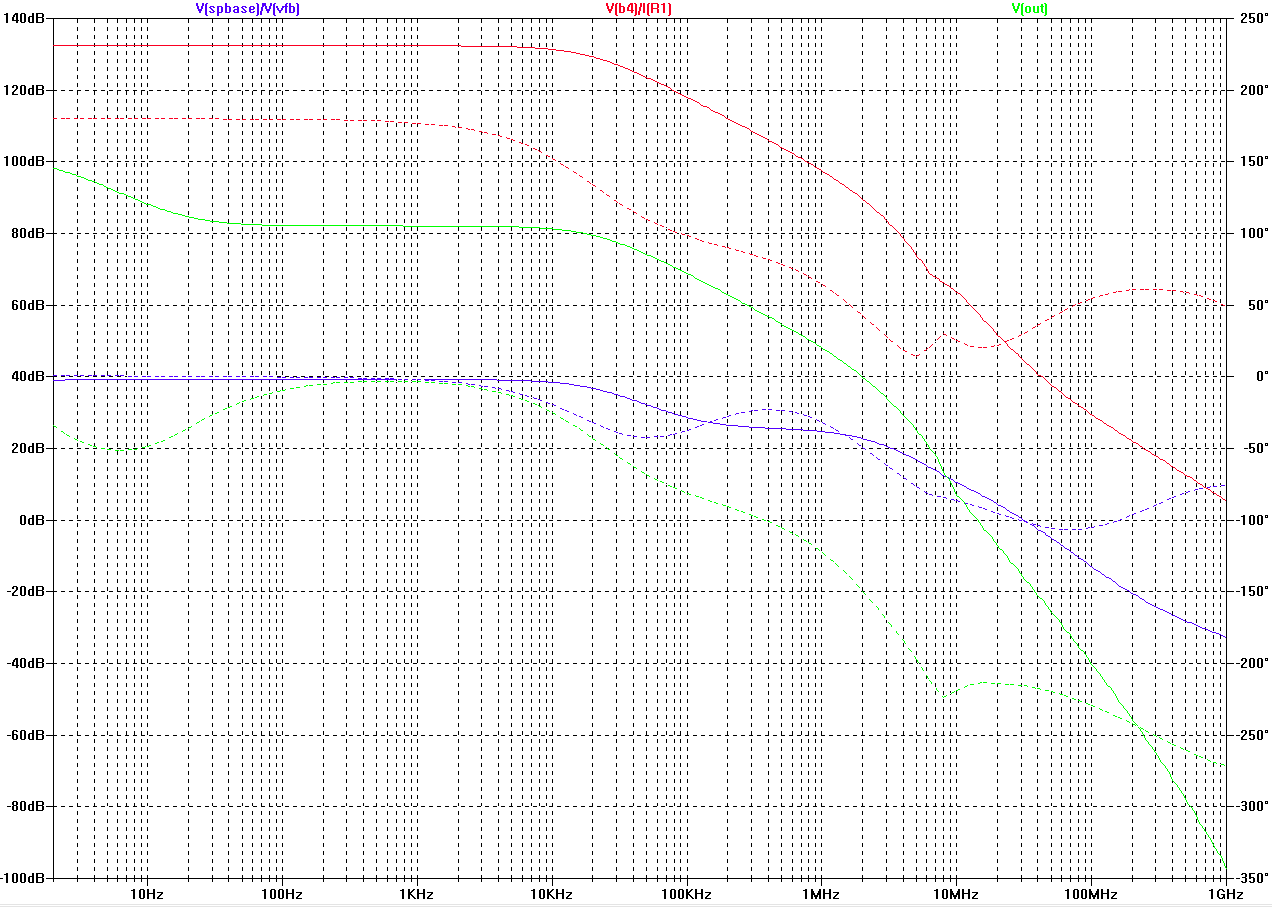 V(spbase)/V(vfb) V(b4)/I(R1) V(out)
140dB 250°
120dB 200°
100dB 150°
80dB 100°
60dB 50°
40dB 0°
20dB -50°
0dB -100°
-20dB -150°
-40dB -200°
-60dB -250°
-80dB -300°
-100dB -350°
10Hz 100Hz 1KHz 10KHz 100KHz 1MHz 10MHz 100MHz 1GHz